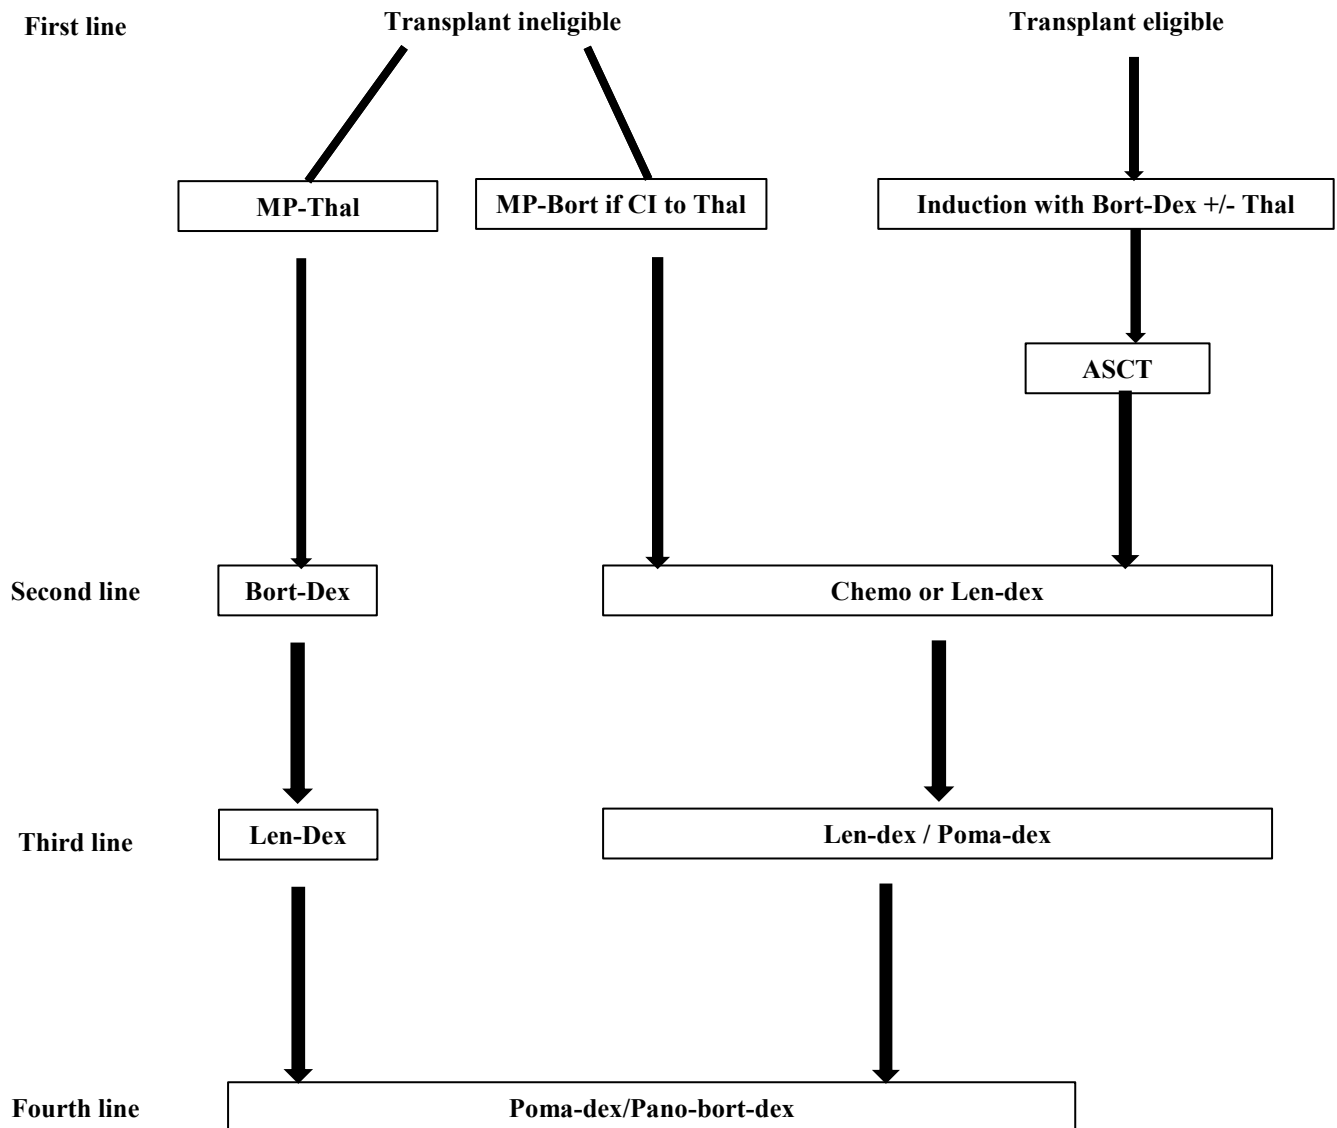 First line
Transplant ineligible
Transplant eligible
MP-Thal
MP-Bort if CI to Thal
Induction with Bort-Dex +/- Thal
ASCT
Second line
Bort-Dex
Chemo or Len-dex
Third line
Len-Dex
Len-dex / Poma-dex
Fourth line
Poma-dex/Pano-bort-dex